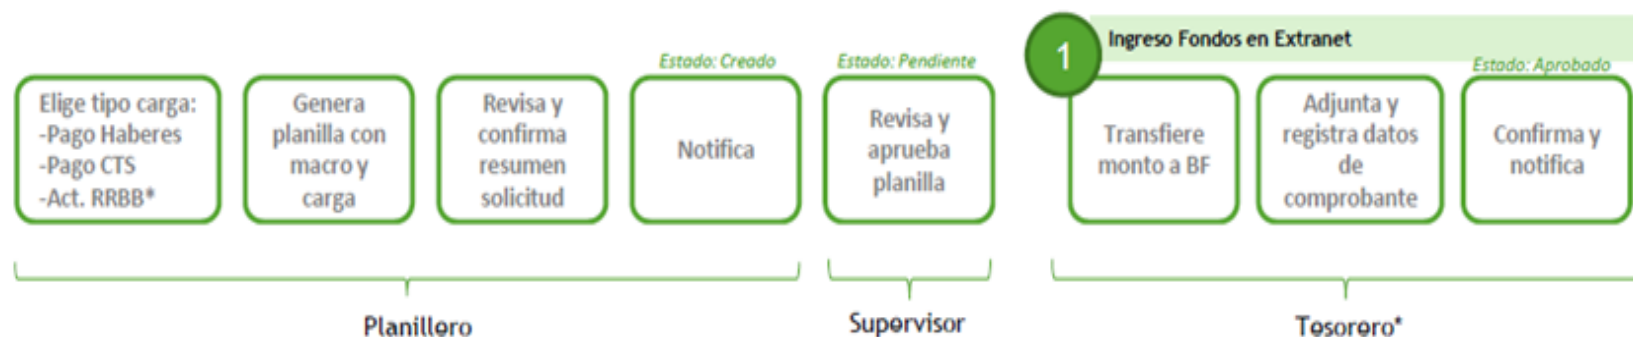 1
Ingreso Fondos en Extranet
Estado: Creado
Estado: Pendiente
Estado: Aprobado
Elige tipo carga:
-Pago Haberes
-Pago CTS
-Act. RRBB*
Genera
planilla con
macro y
carga
Revisa y
confirma
resumen
solicitud
Notifica
Revisa y
aprueba
planilla
Transfiere
monto a BF
Adjunta y
registra datos
de
comprobante
Confirma y
notifica
Planillero
Supervisor
Tesorero*